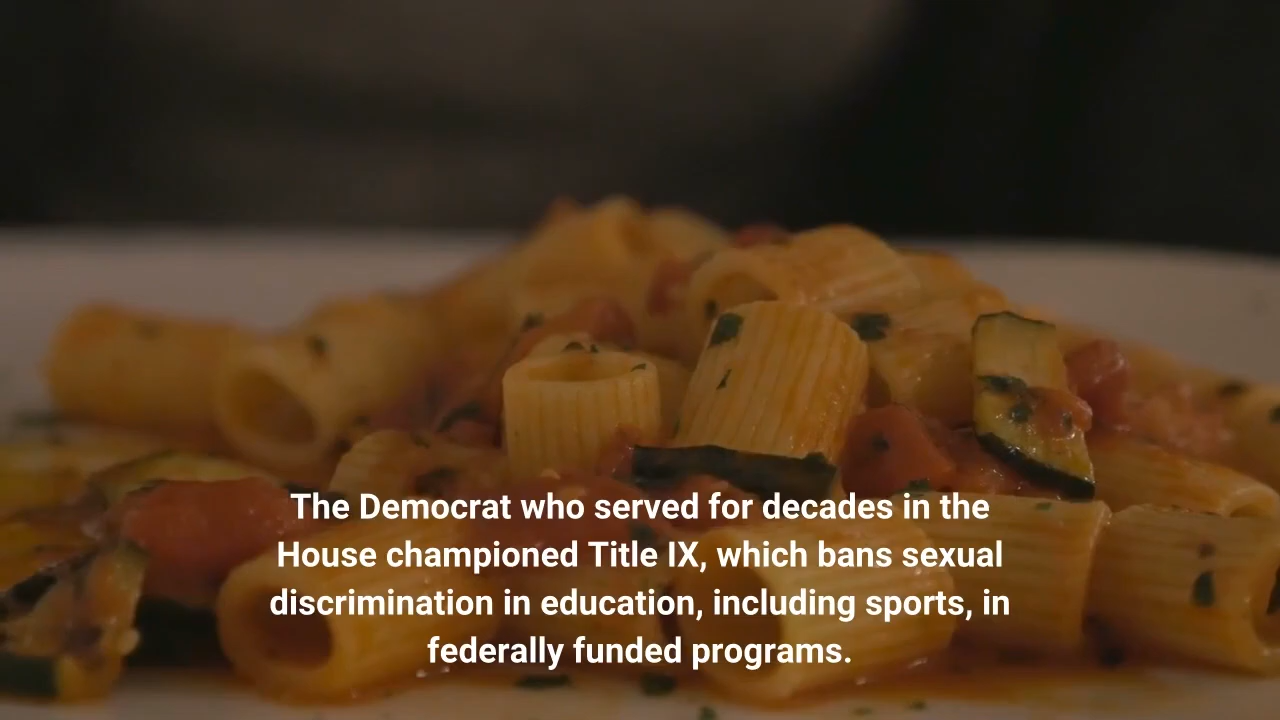 The Democrat who served for decades in the
House championed Title IX, which bans sexual
discrimination in education, including sports, in
federally funded programs.